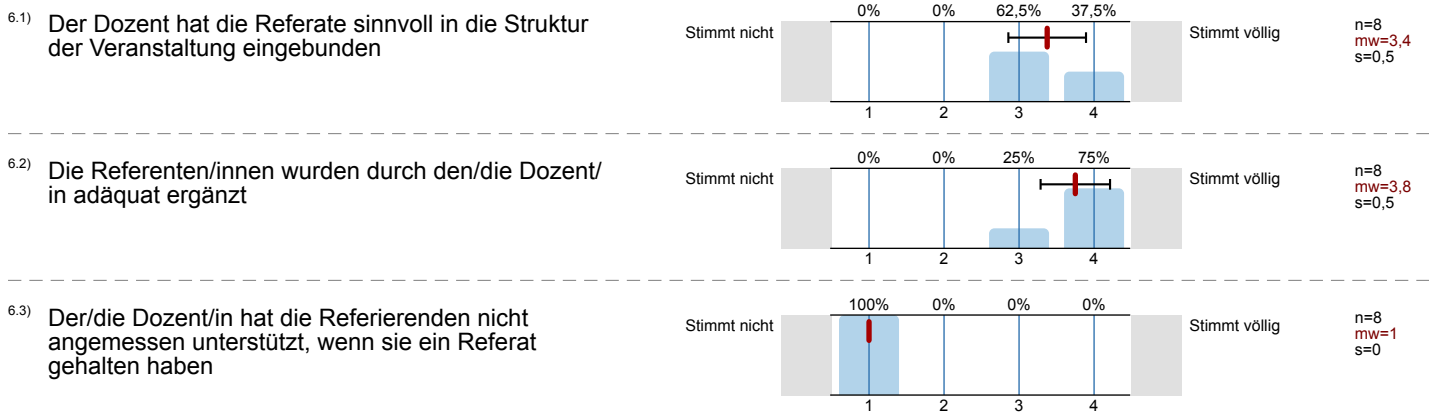 6.1) Der Dozent hat die Referate sinnvoll in die Struktur
der Veranstaltung eingebunden
Stimmt nicht
0% 0% 62,5% 37,5%
1 2 3 4
Stimmt völlig
n=8
mw=3,4
s=0,5
6.2) Die Referenten/innen wurden durch den/die Dozent/
in adäquat ergänzt
Stimmt nicht
0% 0% 25% 75%
1 2 3 4
Stimmt völlig
n=8
mw=3,8
s=0,5
6.3) Der/die Dozent/in hat die Referierenden nicht
angemessen unterstützt, wenn sie ein Referat
gehalten haben
Stimmt nicht
100% 0% 0% 0%
1 2 3 4
Stimmt völlig
n=8
mw=1
s=0